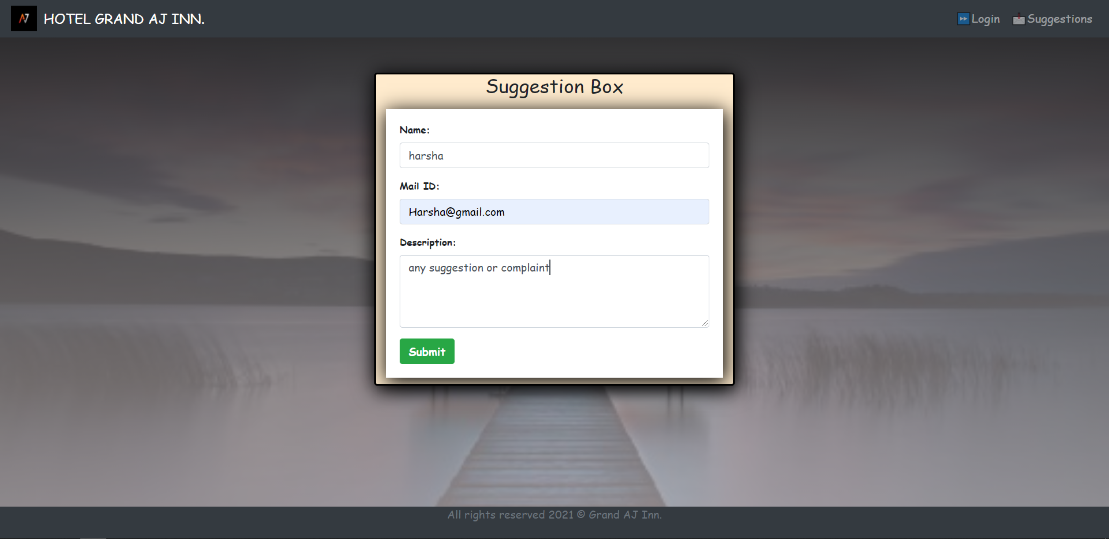 AJ HOTEL GRAND AJ INN. Login Suggestions
Suggestion Box
Name:
harsha
Mail ID:
Harsha@gmail.com
Description:
any suggestion or complaint
Submit
All rights reserved 2021 © Grand AJ Inn.